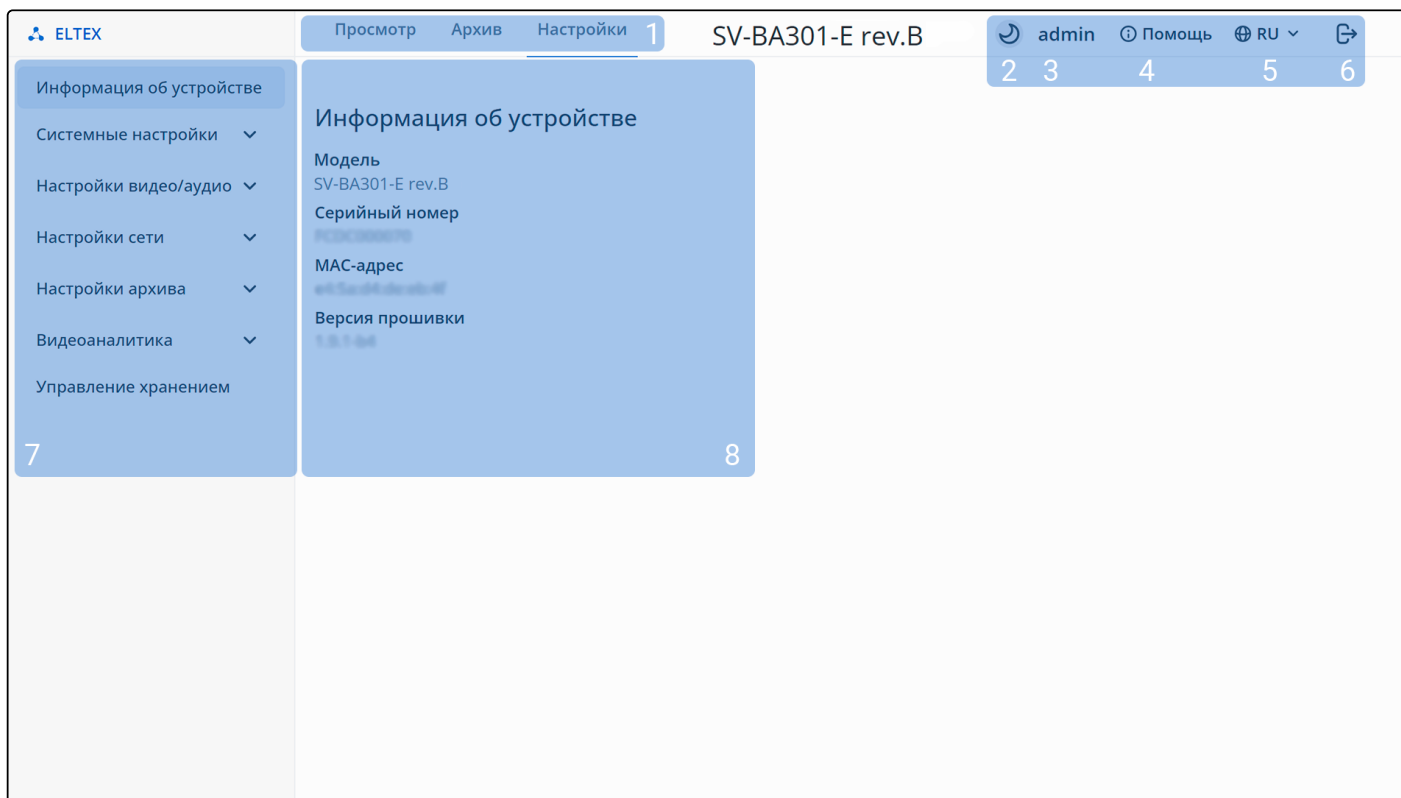 ELTEX
Просмотр Архив Настройки 1
SV-BA301-E rev.B
admin Помощь RU
2 3 4 5 6
Информация об устройстве
Системные настройки
Настройки видео/аудио
Настройки сети
Настройки архива
Видеоаналитика
Управление хранением
7
Информация об устройстве
Модель
SV-BA301-E rev.B
Серийный номер
MAC-адрес
Версия прошивки
8